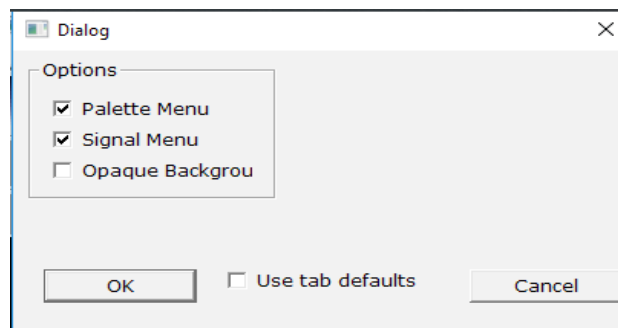 Dialog
Options
Palette Menu
Signal Menu
Opaque Backgrou
OK
Use tab defaults
Cancel